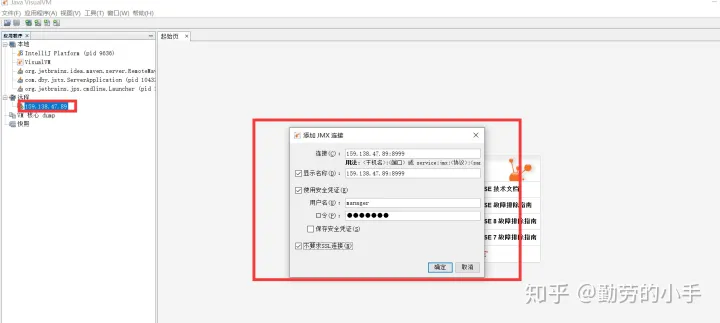 Java VisualVM
文件(F) 应用程序(A) 视图(V) 工具(T) 窗口(W) 帮助(H)
应用程序
起始页
本地
IntelliJ Platform (pid 9636)
VisualVM
org.jetbrains.idea.maven.server.RemoteMave
com.dby.jstx.ServerApplication (pid 10432
org.jetbrains.jps.cmdline.Launcher (pid
远程
159.138.47.89
VM 核心 dump
快照
添加 JMX 连接
连接(C): 159.138.47.89:8999
用法: <主机名>:<端口> 或 service:jmx:<协议>:<sap
显示名称(D): 159.138.47.89:8999
使用安全凭证(E)
用户名(U): manager
口令(P): ●●●●●●●
保存安全凭证(S)
不要求SSL连接(N)
确定 取消
SE 技术文档
SE 故障排除指南
SE 8 故障排除指南
SE 7 故障排除指南
知乎 @勤劳的小手